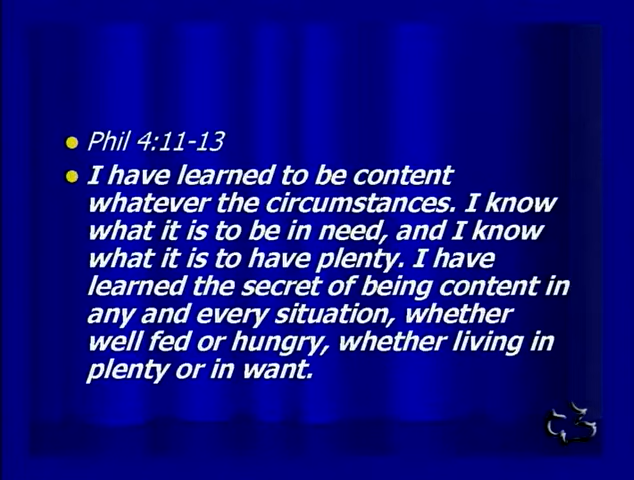 Phil 4:11-13
I have learned to be content
whatever the circumstances. I know
what it is to be in need, and I know
what it is to have plenty. I have
learned the secret of being content in
any and every situation, whether
well fed or hungry, whether living in
plenty or in want.